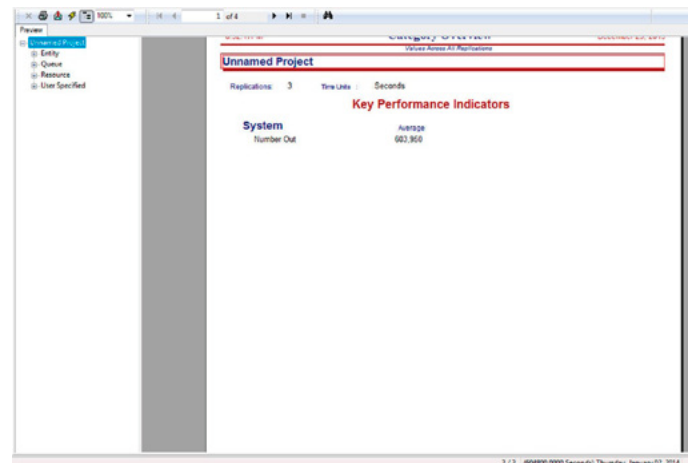 100%
1 of 4
Preview
Unnamed Project
Entity
Queue
Resource
User Specified
Category Overview
Values Across All Replications
Unnamed Project
Replications: 3 Time Units : Seconds
Key Performance Indicators
System Average
Number Out 603,950